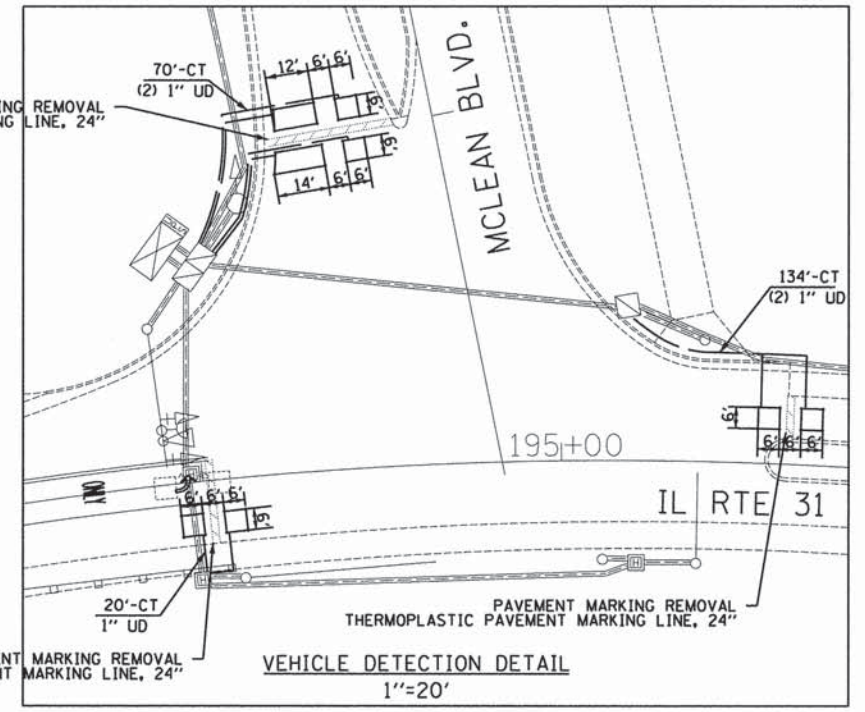 70'-CT
(2) 1" UD
12' 6' 6'
6'
ING REMOVAL
NG LINE, 24"
6'
14' 6' 6'
MCLEAN BLVD.
134'-CT
(2) 1" UD
6'
6' 6' 6'
195+00
ONLY
6' 6' 6'
6'
IL RTE 31
H
H
20'-CT
1" UD
PAVEMENT MARKING REMOVAL
THERMOPLASTIC PAVEMENT MARKING LINE, 24"
ENT MARKING REMOVAL
NT MARKING LINE, 24"
VEHICLE DETECTION DETAIL
1"=20'